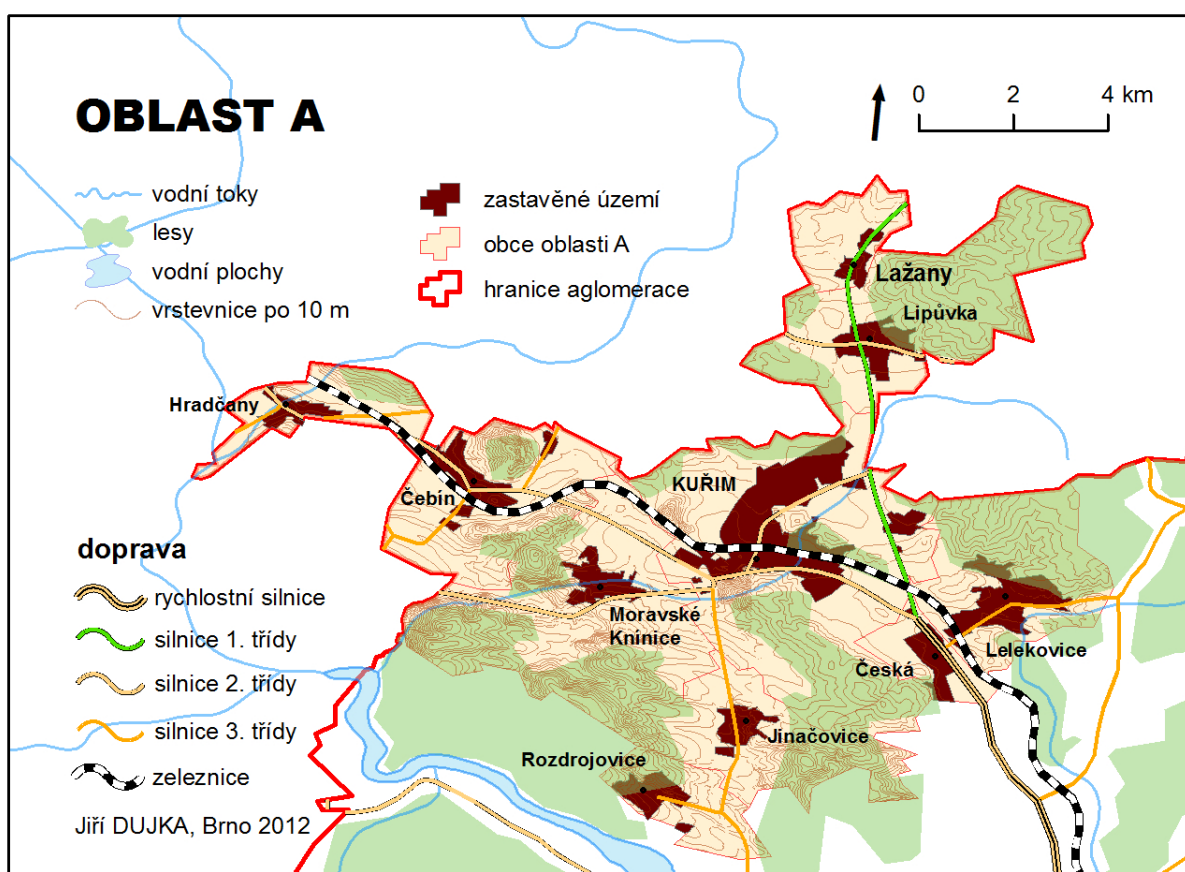 OBLAST A
0 2 4 km
vodní toky
lesy
vodní plochy
vrstevnice po 10 m
zastavěné území
obce oblasti A
hranice aglomerace
Lažany
Lipůvka
Hradčany
Čebín
KUŘIM
Moravské
Knínice
Lelekovice
Česká
Jinačovice
Rozdrojovice
doprava
rychlostní silnice
silnice 1. třídy
silnice 2. třídy
silnice 3. třídy
železnice
Jiří DUJKA, Brno 2012